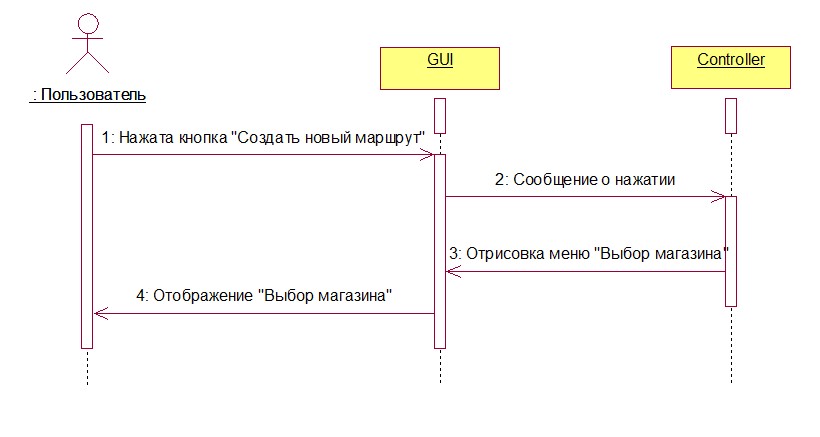 GUI
Controller
: Пользователь
1: Нажата кнопка "Создать новый маршрут"
2: Сообщение о нажатии
3: Отрисовка меню "Выбор магазина"
4: Отображение "Выбор магазина"